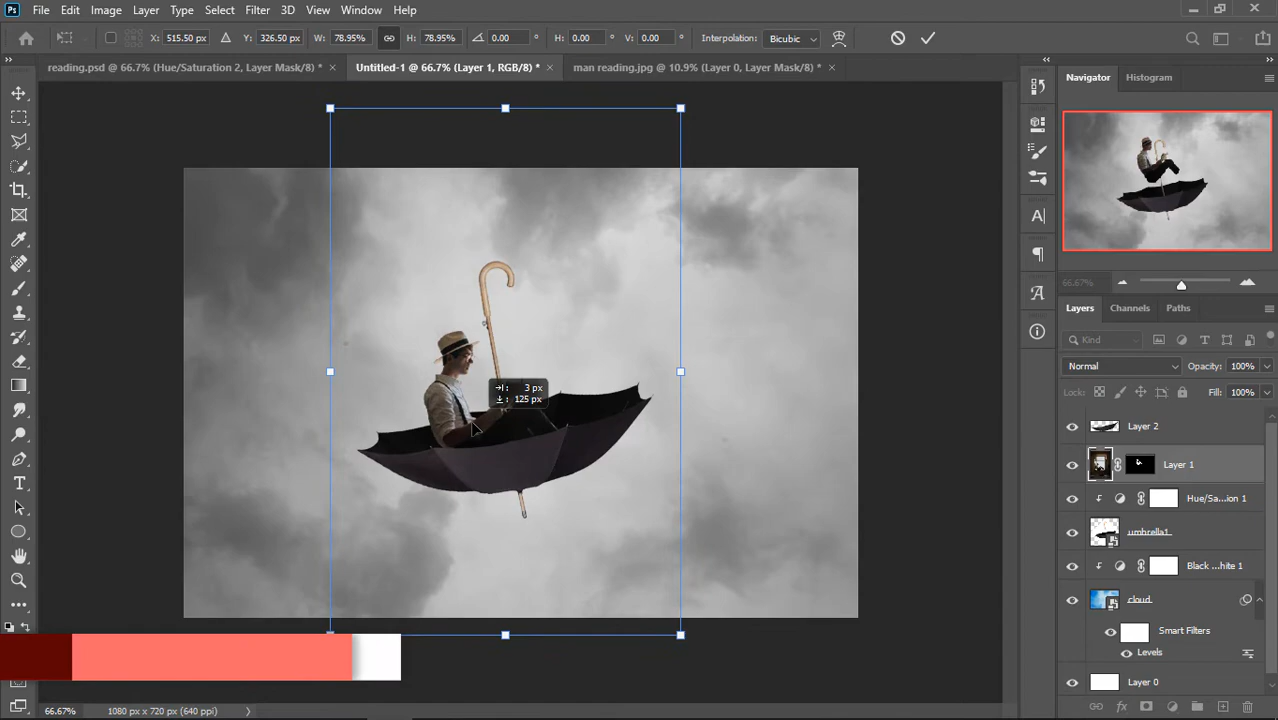 Ps File Edit Image Layer Type Select Filter 3D View Window Help
X: 515.50 px Y: 326.50 px W: 78.95% H: 78.95% 0.00 ° H: 0.00 ° V: 0.00 ° Interpolation: Bicubic
reading.psd @ 66.7% (Hue/Saturation 2, Layer Mask/8) * × Untitled-1 @ 66.7% (Layer 1, RGB/8) * × man reading.jpg @ 10.9% (Layer 0, Layer Mask/8) * ×
Navigator Histogram
66.67%
Layers Channels Paths
Kind
Normal Opacity: 100%
Locks: Fill: 100%
Layer 2
Layer 1
Hue/Sa...ion 1
umbrella1
Black ...hite 1
cloud
Smart Filters
Levels
Layer 0
3 px
125 px
66.67% 1080 px x 720 px (640 ppi)